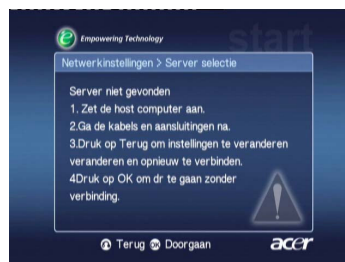 Empowering Technology
start
Netwerkinstellingen > Server selectie
Server niet gevonden
1. Zet de host computer aan.
2.Ga de kabels en aansluitingen na.
3.Druk op Terug om instellingen te veranderen
veranderen en opnieuw te verbinden.
4Druk op OK om dr te gaan zonder
verbinding.
Terug OK Doorgaan
acer